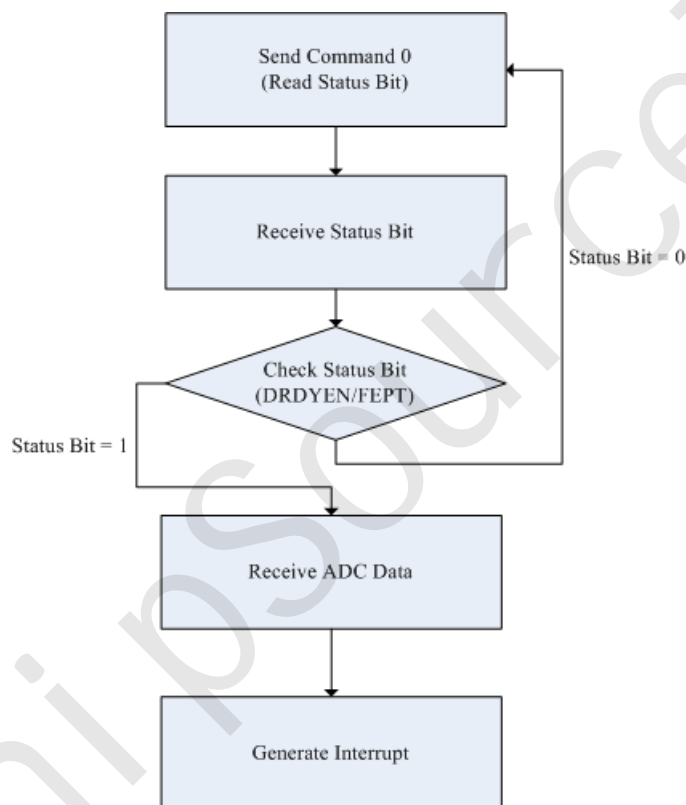 Send Command 0
(Read Status Bit)
Receive Status Bit
Status Bit = 0
Check Status Bit
(DRDYEN/FEPT)
Status Bit = 1
Receive ADC Data
Generate Interrupt